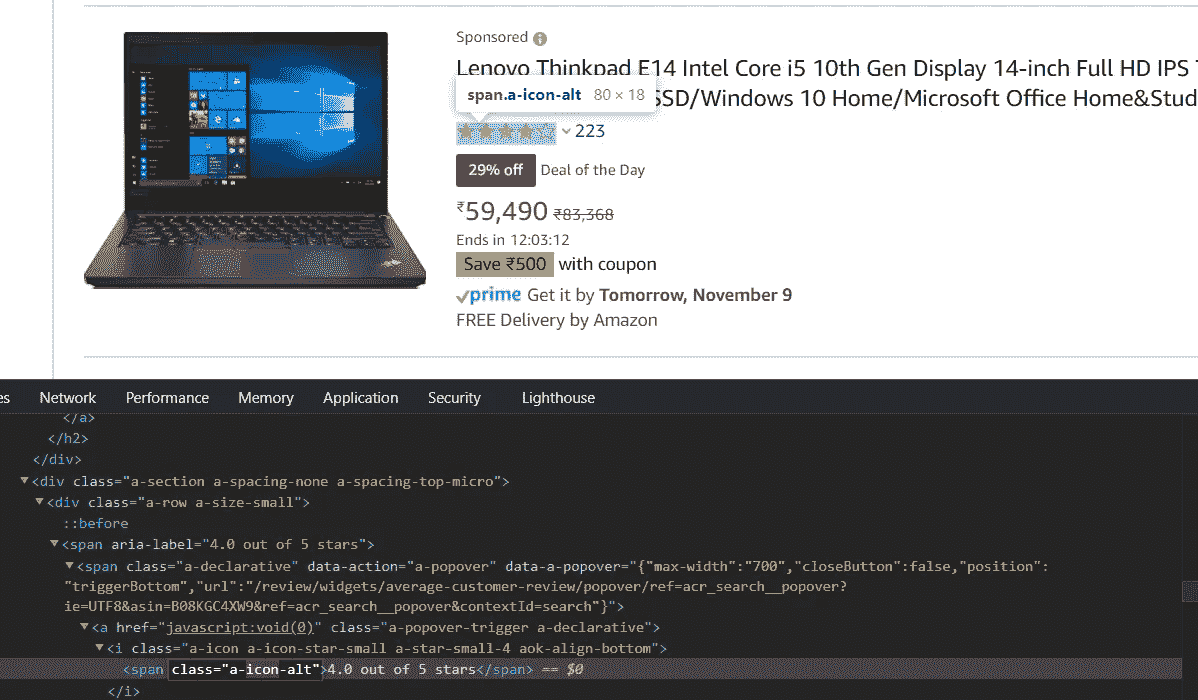 Sponsored
Lenovo Thinkpad E14 Intel Core i5 10th Gen Display 14-inch Full HD IPS
span.a-icon-alt 80 × 18
SSD/Windows 10 Home/Microsoft Office Home&Stud
223
29% off Deal of the Day
₹59,490 ₹83,368
Ends in 12:03:12
Save ₹500 with coupon
prime Get it by Tomorrow, November 9
FREE Delivery by Amazon
es Network Performance Memory Application Security Lighthouse
</a>
</h2>
</div>
<div class="a-section a-spacing-none a-spacing-top-micro">
<div class="a-row a-size-small">
::before
<span aria-label="4.0 out of 5 stars">
<span class="a-declarative" data-action="a-popover" data-a-popover="{"max-width":"700","closeButton":false,"position":
"triggerBottom","url":"/review/widgets/average-customer-review/popover/ref=acr_search__popover?
ie=UTF8&asin=B08KGC4XW9&ref=acr_search__popover&contextId=search"}">
<a href="javascript:void(0)" class="a-popover-trigger a-declarative">
<i class="a-icon a-icon-star-small a-star-small-4 aok-align-bottom">
<span class="a-icon-alt">4.0 out of 5 stars</span> == $0
</i>